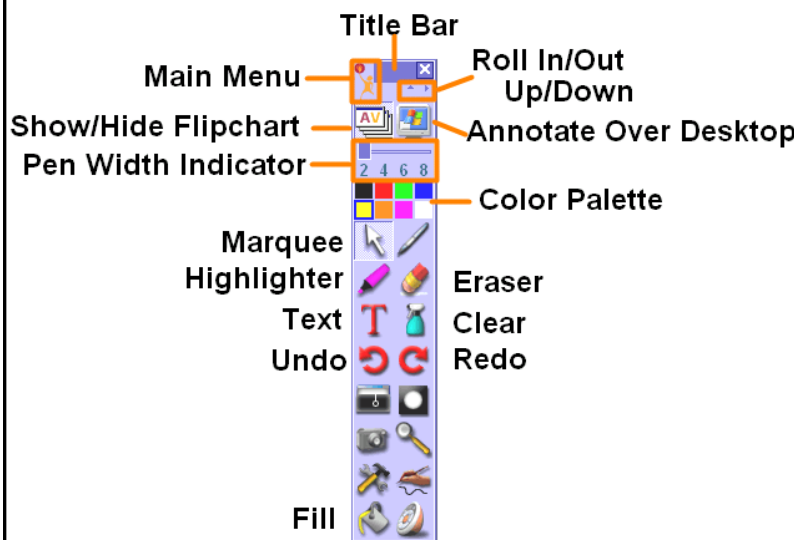 Title Bar
Roll In/Out
Up/Down
Main Menu
Show/Hide Flipchart
AV
Annotate Over Desktop
Pen Width Indicator
2 4 6 8
Color Palette
Marquee
Highlighter
Eraser
Text
T
Clear
Undo
Redo
Fill